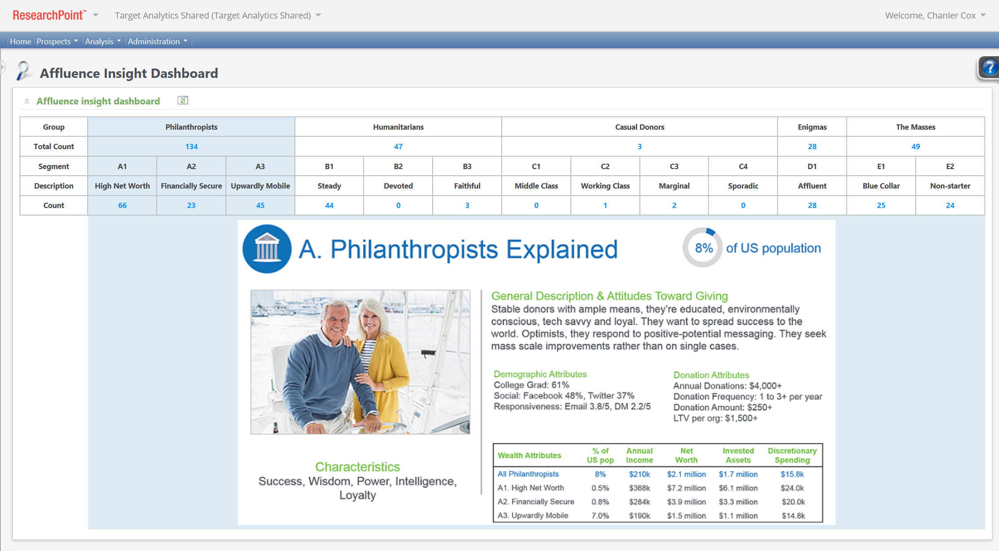 ResearchPoint™ Target Analytics Shared (Target Analytics Shared) Welcome, Chanler Cox
Home Prospects Analysis Administration
Affluence Insight Dashboard
?
Affluence insight dashboard
Group Philanthropists Humanitarians Casual Donors Enigmas The Masses
Total Count 134 47 3 28 49
Segment A1 A2 A3 B1 B2 B3 C1 C2 C3 C4 D1 E1 E2
Description High Net Worth Financially Secure Upwardly Mobile Steady Devoted Faithful Middle Class Working Class Marginal Sporadic Affluent Blue Collar Non-starter
Count 66 23 45 44 0 3 0 1 2 0 28 25 24
A. Philanthropists Explained
8% of US population
General Description & Attitudes Toward Giving
Stable donors with ample means, they're educated, environmentally
conscious, tech savvy and loyal. They want to spread success to the
world. Optimists, they respond to positive-potential messaging. They seek
mass scale improvements rather than on single cases.
Demographic Attributes
College Grad: 61%
Social: Facebook 48%, Twitter 37%
Responsiveness: Email 3.8/5, DM 2.2/5
Donation Attributes
Annual Donations: $4,000+
Donation Frequency: 1 to 3+ per year
Donation Amount: $250+
LTV per org: $1,500+
Characteristics
Success, Wisdom, Power, Intelligence,
Loyalty
Wealth Attributes % of US pop Annual Income Net Worth Invested Assets Discretionary Spending
All Philanthropists 8% $210k $2.1 million $1.7 million $15.8k
A1. High Net Worth 0.5% $368k $7.2 million $6.1 million $24.0k
A2. Financially Secure 0.8% $284k $3.9 million $3.3 million $20.0k
A3. Upwardly Mobile 7.0% $190k $1.5 million $1.1 million $14.8k